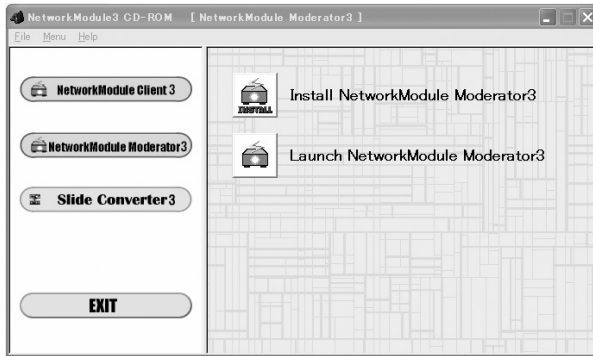 NetworkModule3 CD-ROM [ NetworkModule Moderator3 ]
File Menu Help
NetworkModule Client 3
NetworkModule Moderator3
Slide Converter3
EXIT
INSTALL
Install NetworkModule Moderator3
Launch NetworkModule Moderator3